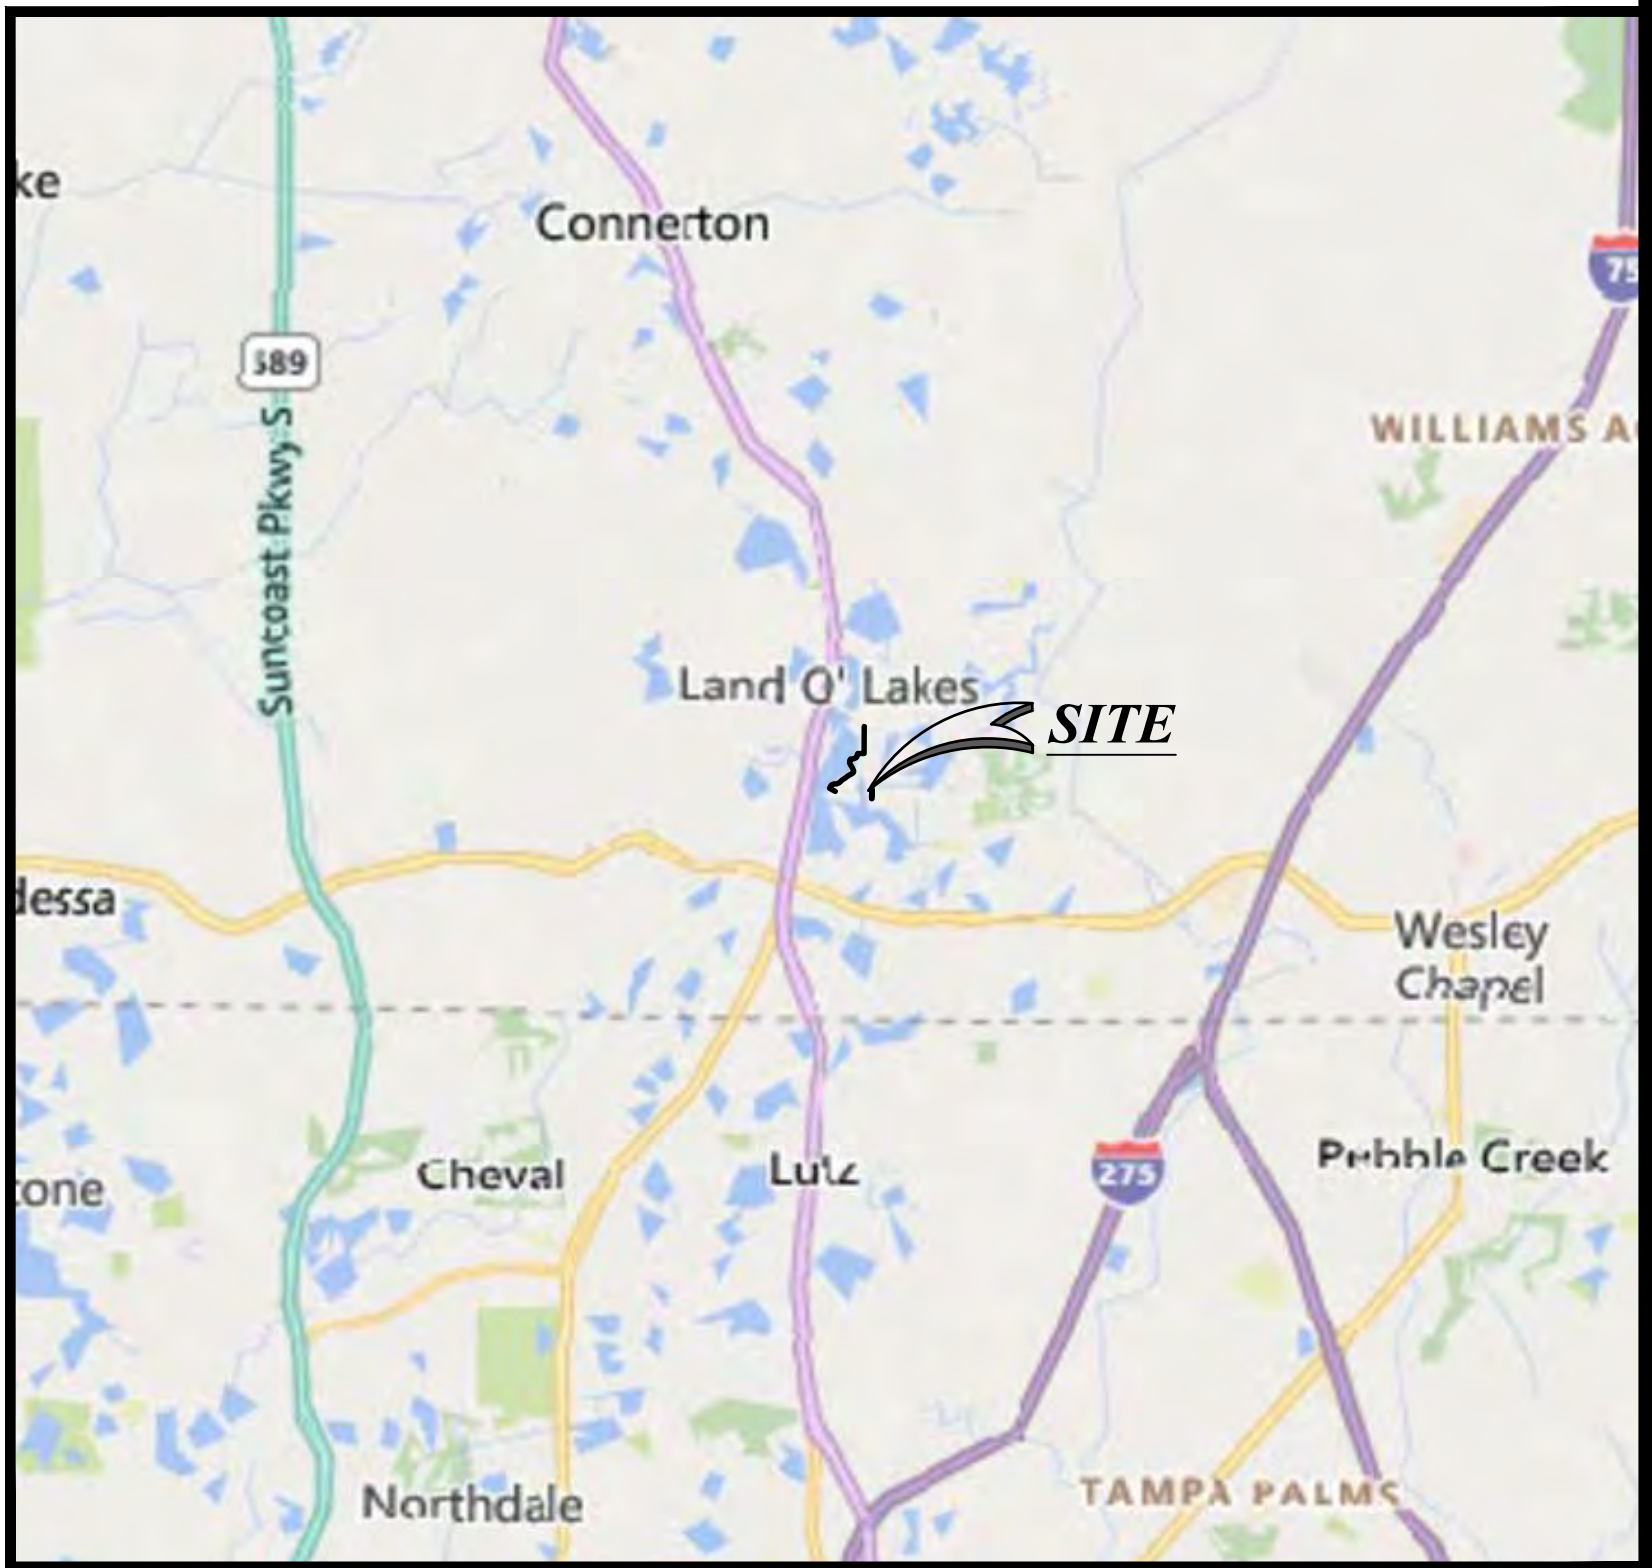 ke
Connerton
75
589
WILLIAMS A
Suncoast Pkwy S
Land O' Lakes
SITE
dessa
Wesley
Chapel
Cheval
Lutz
275
Pebble Creek
tone
Northdale
TAMPA PALMS